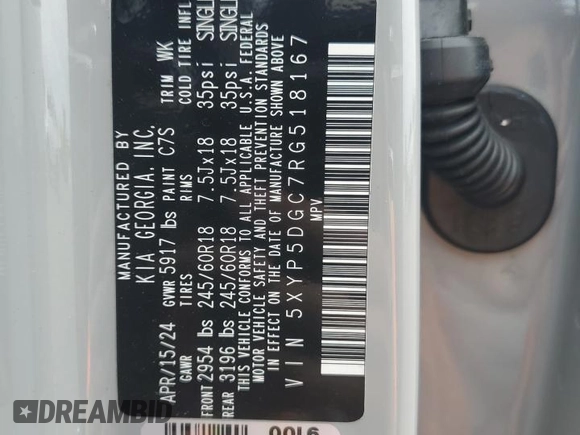 MANUFACTURED BY
KIA GEORGIA, INC.
APR/15/24 GVWR 5917 lbs PAINT C7S TRIM WK
GAWR TIRES RIMS COLD TIRE INFL
FRONT 2954 lbs 245/60R18 7.5Jx18 35psi SINGL
REAR 3196 lbs 245/60R18 7.5Jx18 35psi SINGL
THIS VEHICLE CONFORMS TO ALL APPLICABLE U.S.A. FEDERAL
MOTOR VEHICLE SAFETY AND THEFT PREVENTION STANDARDS
IN EFFECT ON THE DATE OF MANUFACTURE SHOWN ABOVE
VIN 5XYP5DGC7RG518167
MPV
DREAMBID